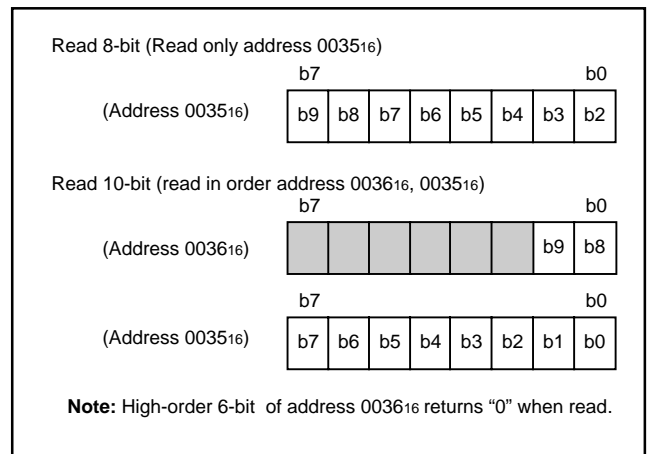 Read 8-bit (Read only address 003516)
b7 b0
(Address 003516) b9 b8 b7 b6 b5 b4 b3 b2
Read 10-bit (read in order address 003616, 003516)
b7 b0
(Address 003616) b9 b8
b7 b0
(Address 003516) b7 b6 b5 b4 b3 b2 b1 b0
Note: High-order 6-bit of address 003616 returns “0” when read.